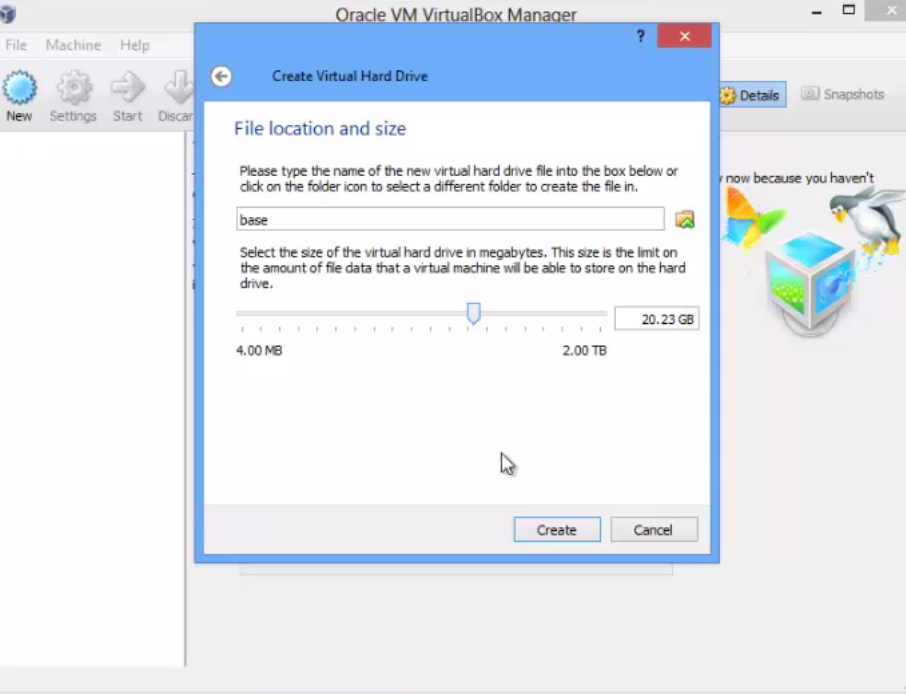 Oracle VM VirtualBox Manager
File Machine Help
?
Create Virtual Hard Drive
New Settings Start Discar
Details Snapshots
File location and size
Please type the name of the new virtual hard drive file into the box below or
click on the folder icon to select a different folder to create the file in.
now because you haven't
base
Select the size of the virtual hard drive in megabytes. This size is the limit on
the amount of file data that a virtual machine will be able to store on the hard
drive.
20.23 GB
4.00 MB 2.00 TB
Create Cancel